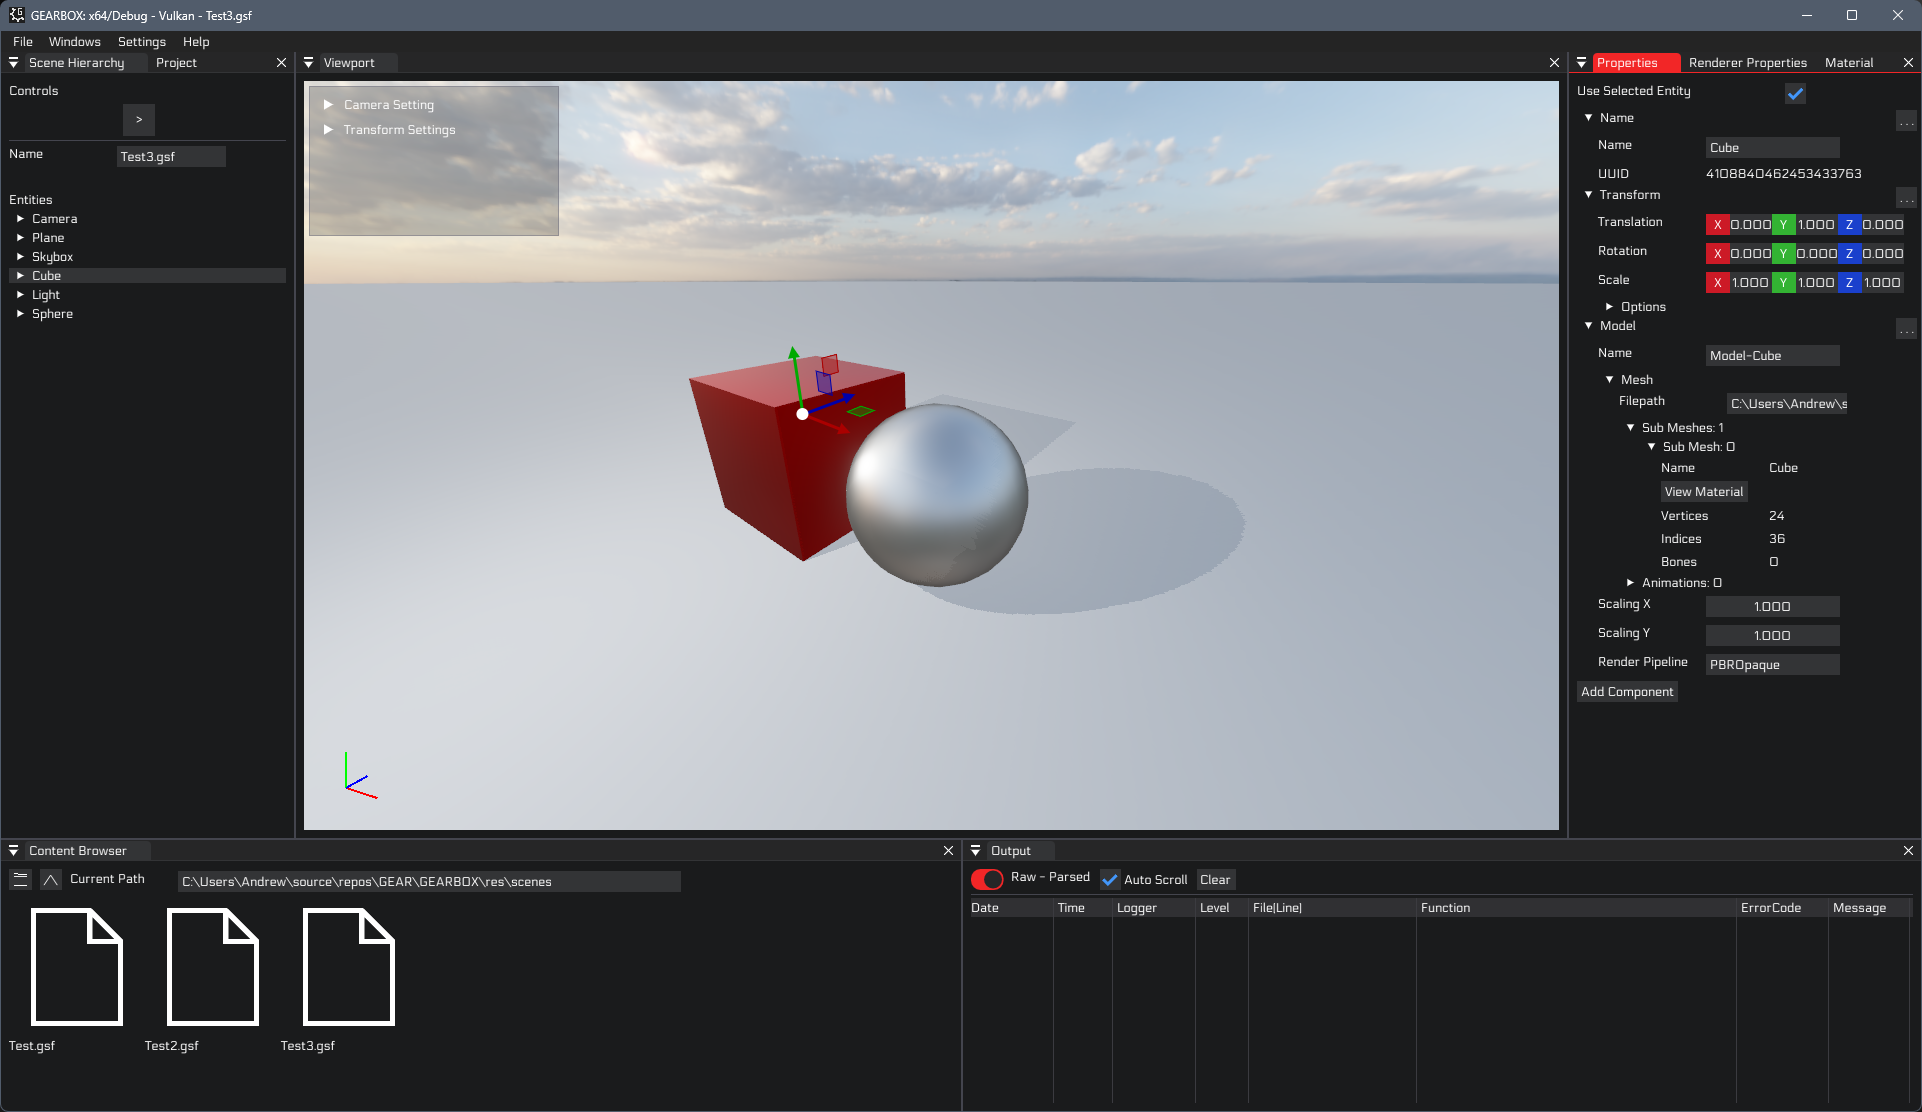 GEARBOX: x64/Debug - Vulkan - Test3.gsf
File Windows Settings Help
Scene Hierarchy Project
Controls
>
Name Test3.gsf
Entities
Camera
Plane
Skybox
Cube
Light
Sphere
Viewport
Camera Setting
Transform Settings
Properties Renderer Properties Material
Use Selected Entity
Name ...
Name Cube
UUID 4108840462453433763
Transform ...
Translation X 0.000 Y 1.000 Z 0.000
Rotation X 0.000 Y 0.000 Z 0.000
Scale X 1.000 Y 1.000 Z 1.000
Options
Model ...
Name Model-Cube
Mesh
Filepath C:\Users\Andrew\s
Sub Meshes: 1
Sub Mesh: 0
Name Cube
View Material
Vertices 24
Indices 36
Bones 0
Animations: 0
Scaling X 1.000
Scaling Y 1.000
Render Pipeline PBROpaque
Add Component
Content Browser
Current Path C:\Users\Andrew\source\repos\GEAR\GEARBOX\res\scenes
Test.gsf Test2.gsf Test3.gsf
Output
Raw - Parsed Auto Scroll Clear
Date Time Logger Level File(Line) Function ErrorCode Message